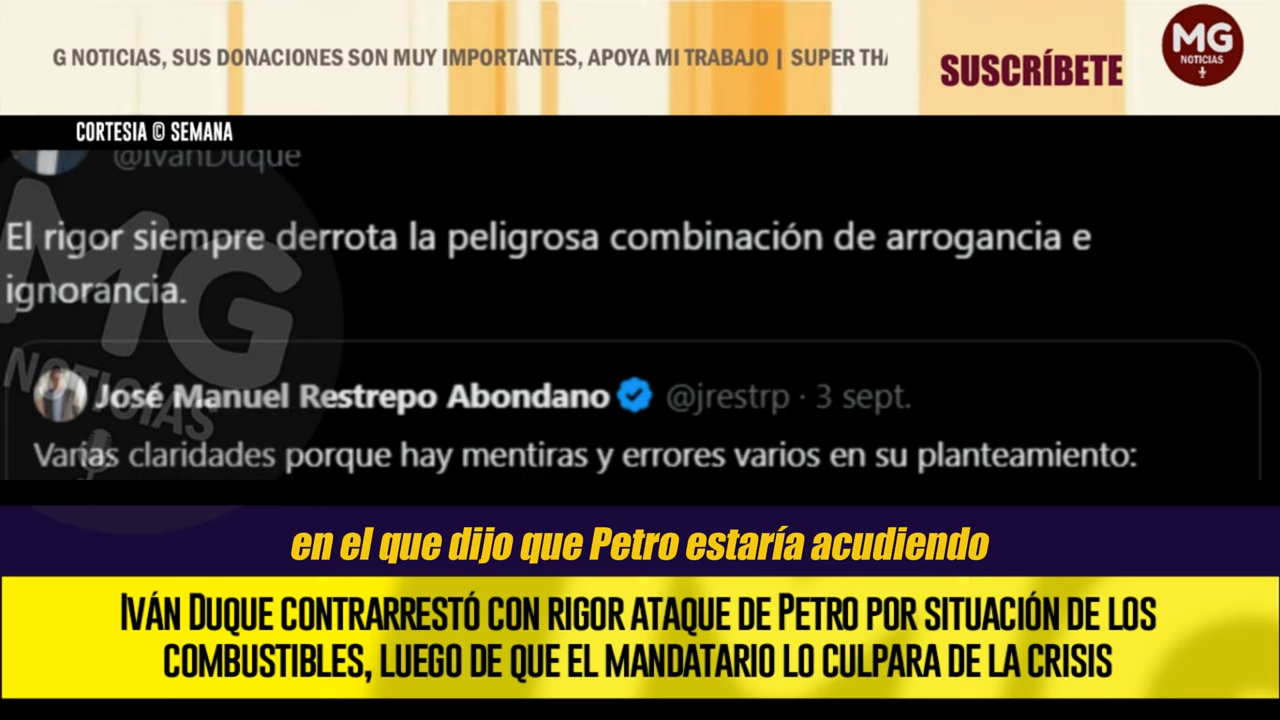 G NOTICIAS, SUS DONACIONES SON MUY IMPORTANTES, APOYA MI TRABAJO | SUPER THA
SUSCRÍBETE
MG
NOTICIAS
CORTESIA © SEMANA
@IvanDuque
El rigor siempre derrota la peligrosa combinación de arrogancia e
ignorancia.
MG
NOTICIAS
José Manuel Restrepo Abondano @jrestrp · 3 sept.
Varias claridades porque hay mentiras y errores varios en su planteamiento:
en el que dijo que Petro estaría acudiendo
IVÁN DUQUE CONTRARRESTÓ CON RIGOR ATAQUE DE PETRO POR SITUACIÓN DE LOS
COMBUSTIBLES, LUEGO DE QUE EL MANDATARIO LO CULPARA DE LA CRISIS